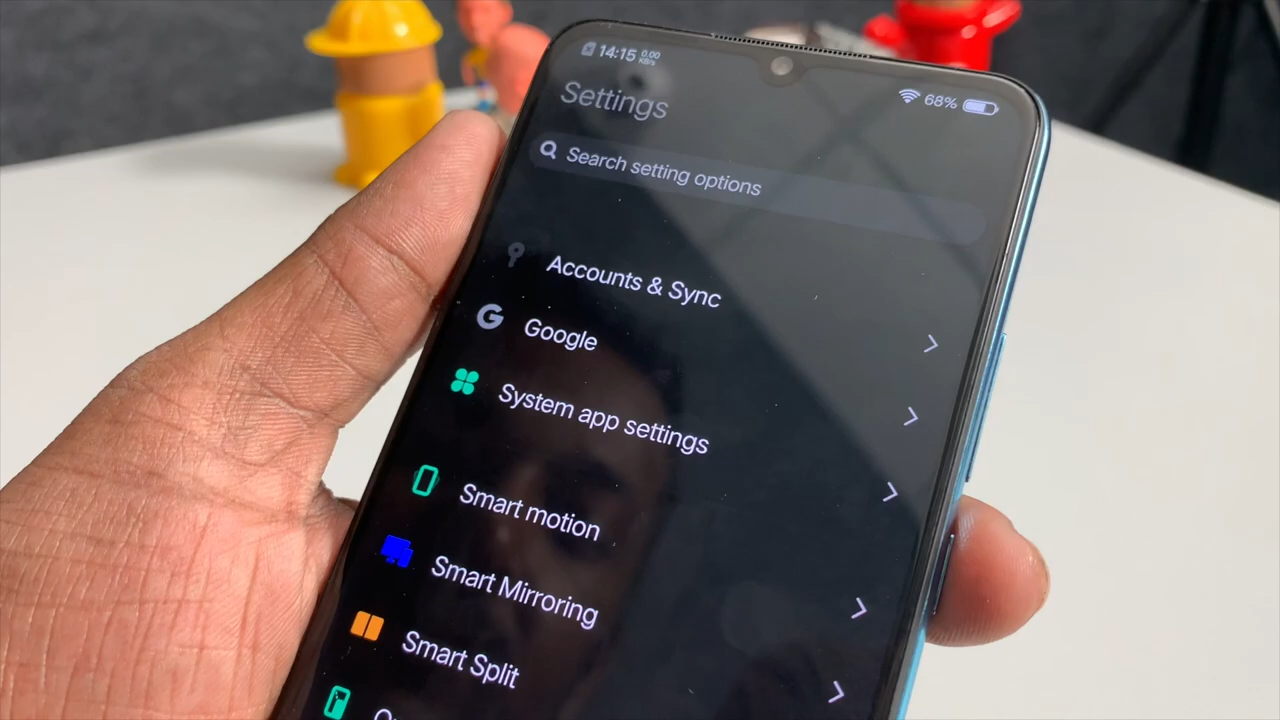 14:15 0.00 KB/s
68%
Settings
Search setting options
Accounts & Sync
Google
System app settings
Smart motion
Smart Mirroring
Smart Split